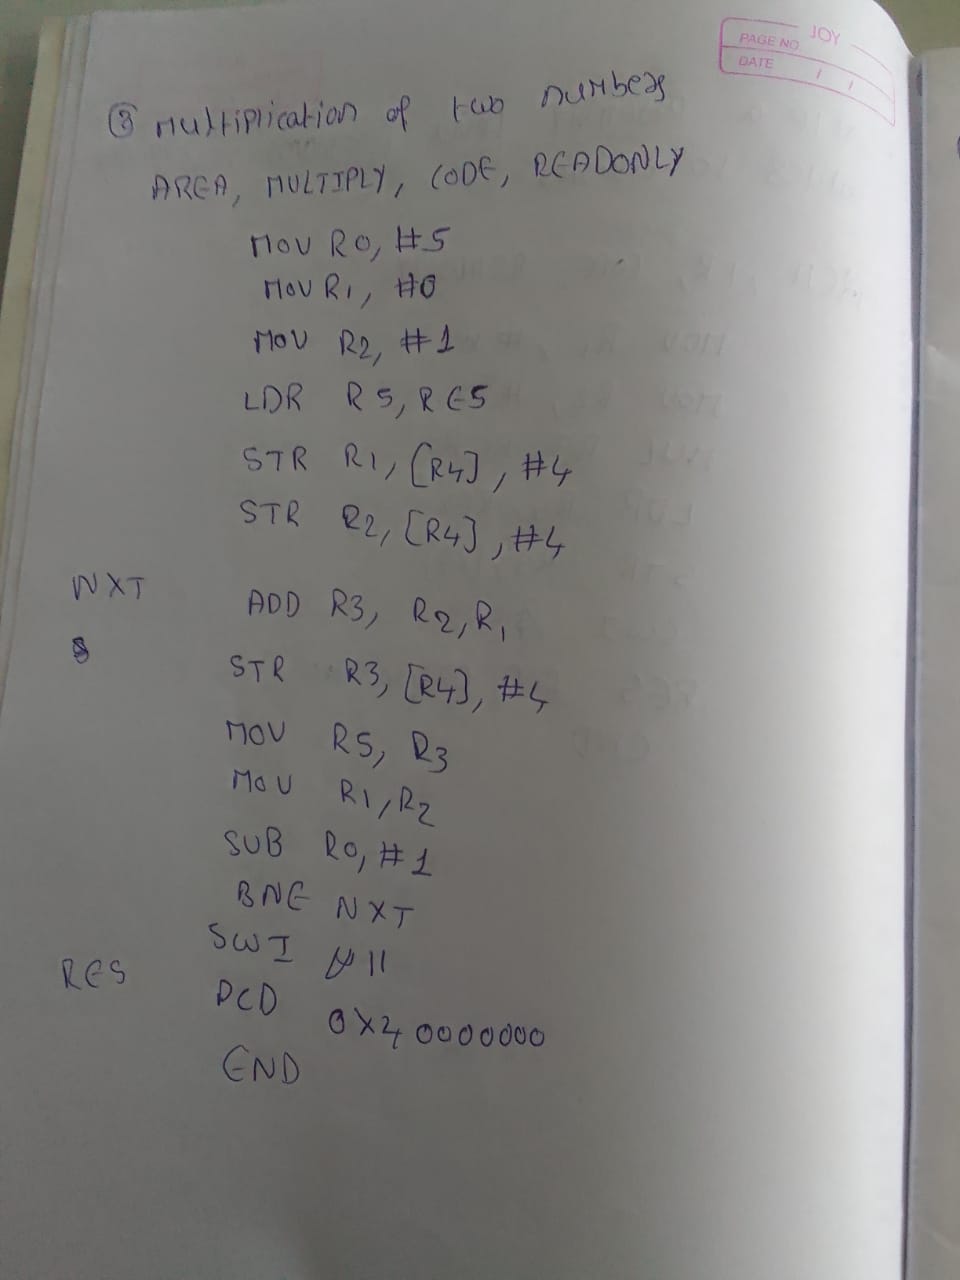 JOY
PAGE NO
DATE / /
③ Multiplication of two numbers
AREA, MULTIPLY, CODE, READONLY
MOV R0, #5
MOV R1, #0
MOV R2, #1
LDR R5, RES
STR R1, [R4], #4
STR R2, [R4], #4
NXT ADD R3, R2, R1
STR R3, [R4], #4
MOV R5, R3
MOV R1, R2
SUB R0, #1
BNE NXT
SWI &11
RES DCD 0X40000000
END